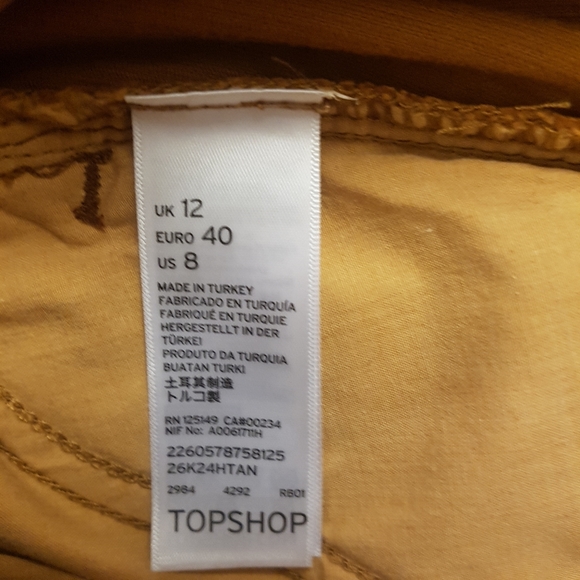 UK 12
EURO 40
US 8
MADE IN TURKEY
FABRICADO EN TURQUÍA
FABRIQUÉ EN TURQUIE
HERGESTELLT IN DER
TÜRKEI
PRODUTO DA TURQUIA
BUATAN TURKI
土耳其制造
トルコ製
RN 125149 CA#00234
NIF No: A0061711H
2260578758125
26K24HTAN
2984 4292 RB01
TOPSHOP